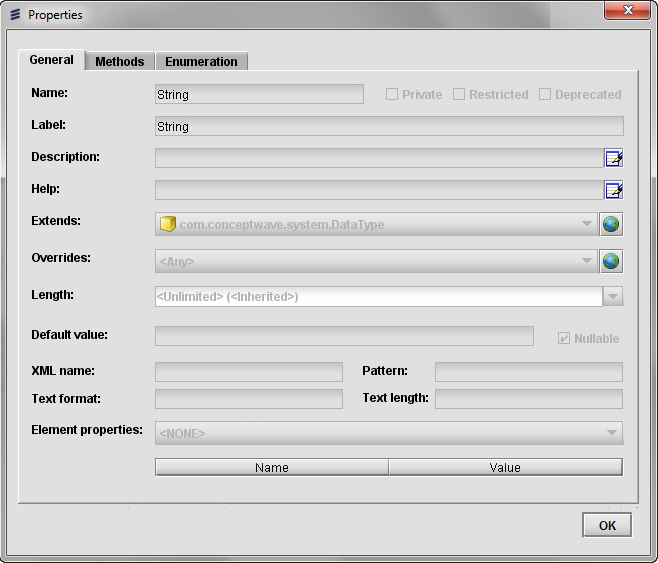 Properties
General Methods Enumeration
Name: String Private Restricted Deprecated
Label: String
Description:
Help:
Extends: com.conceptwave.system.DataType
Overrides: <Any>
Length: <Unlimited> (<Inherited>)
Default value: Nullable
XML name: Pattern:
Text format: Text length:
Element properties: <NONE>
Name Value
OK